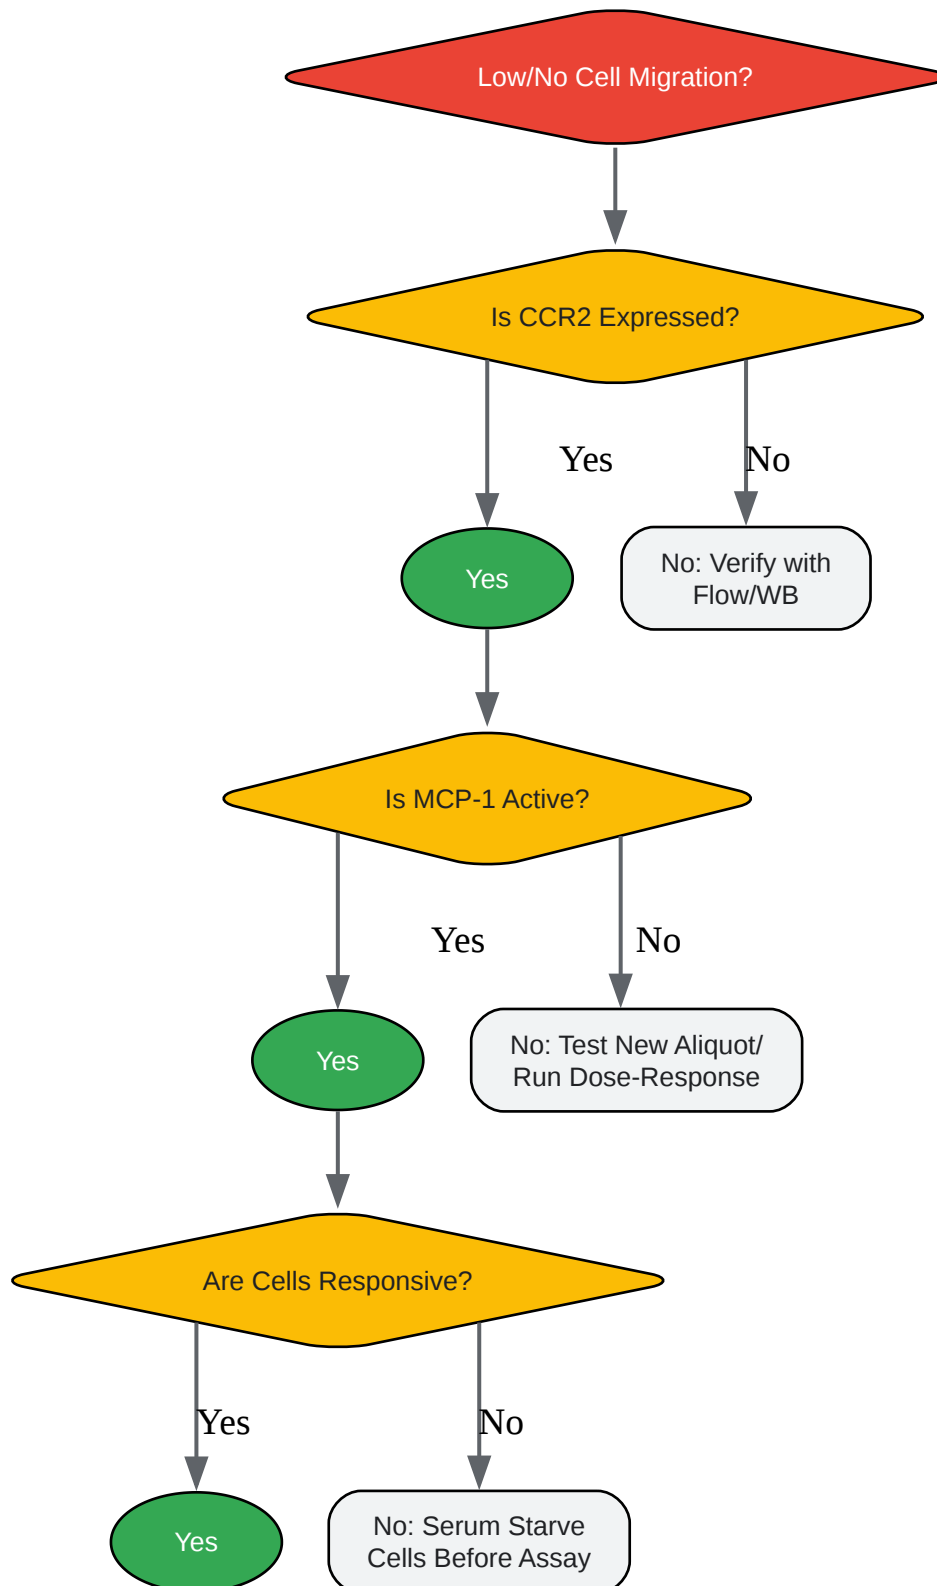 Low/No Cell Migration?
Is CCR2 Expressed?
Yes
No
Yes
No: Verify with
Flow/WB
Is MCP-1 Active?
Yes
No
Yes
No: Test New Aliquot/
Run Dose-Response
Are Cells Responsive?
Yes
No
Yes
No: Serum Starve
Cells Before Assay